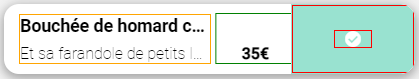 Bouchée de homard c...
Et sa farandole de petits l...
35€